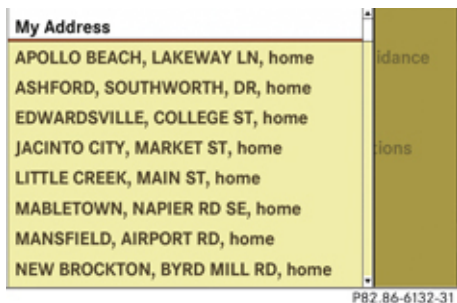 My Address
APOLLO BEACH, LAKEWAY LN, home
idance
ASHFORD, SOUTHWORTH, DR, home
EDWARDSVILLE, COLLEGE ST, home
JACINTO CITY, MARKET ST, home
ions
LITTLE CREEK, MAIN ST, home
MABLETOWN, NAPIER RD SE, home
MANSFIELD, AIRPORT RD, home
NEW BROCKTON, BYRD MILL RD, home
P82.86-6132-31